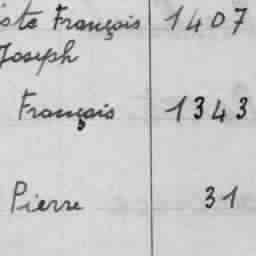 iste François 1407
Joseph
François 1343
Pierre 31